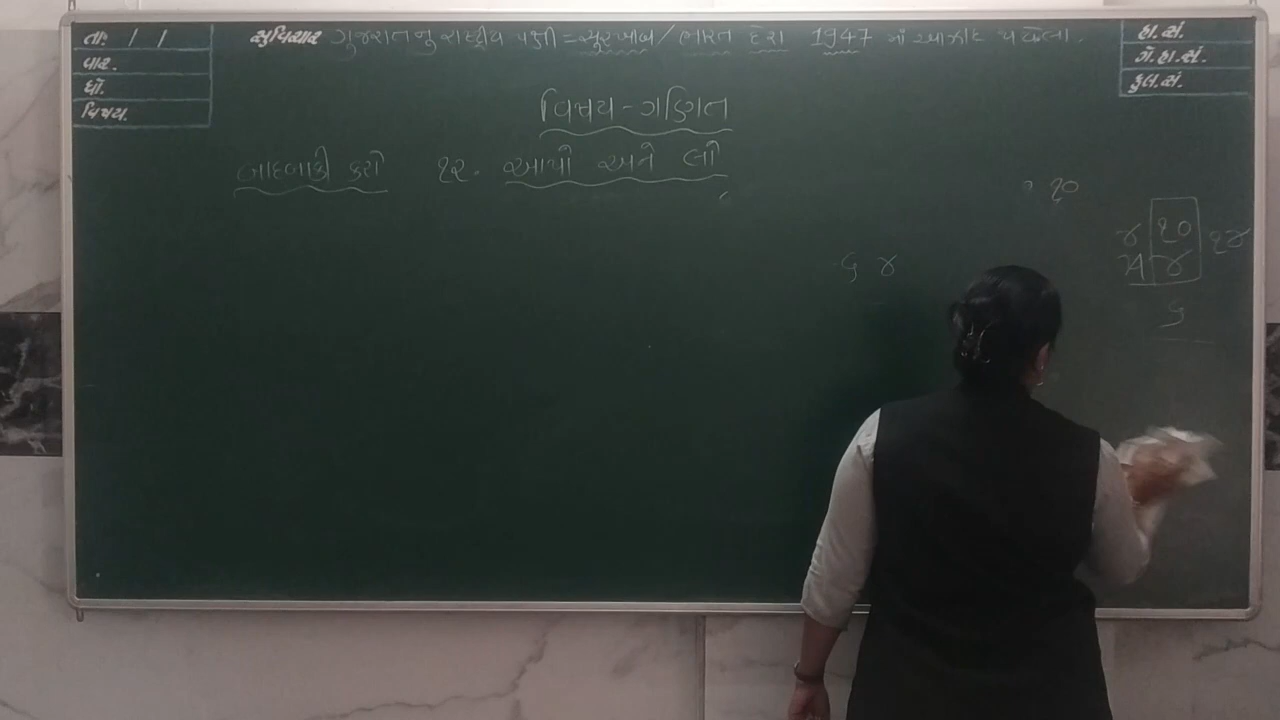 તા. / /
વાર.
ધો.
વિષય.
સુવિચાર ગુજરાતનું રાષ્ટ્રીય પક્ષી = સુરખાબ / ભારત દેશ 1947 માં આઝાદ થયેલો.
હા.સં.
ગે.હા.સં.
કુલ.સં.
વિષય - ગણિત
બાદબાકી કરો ૧૨. આપો અને લો
૧૦
૪ ૧૦ ૧૪
૪
૬ ૪
૬